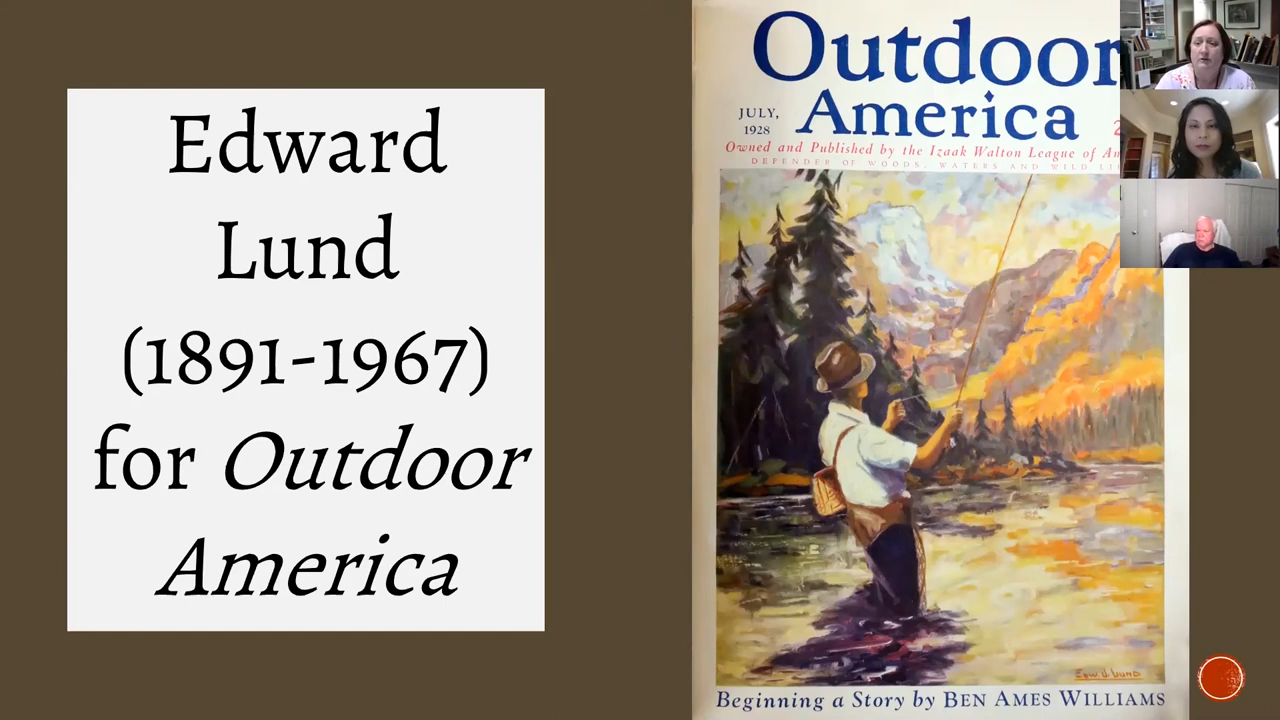 Edward
Lund
(1891-1967)
for Outdoor
America
Outdoor
America
JULY,
1928
Owned and Published by the Izaak Walton League of
DEFENDER OF WOODS, WATERS AND WILD
Edw. J. Lund
Beginning a Story by BEN AMES WILLIAMS